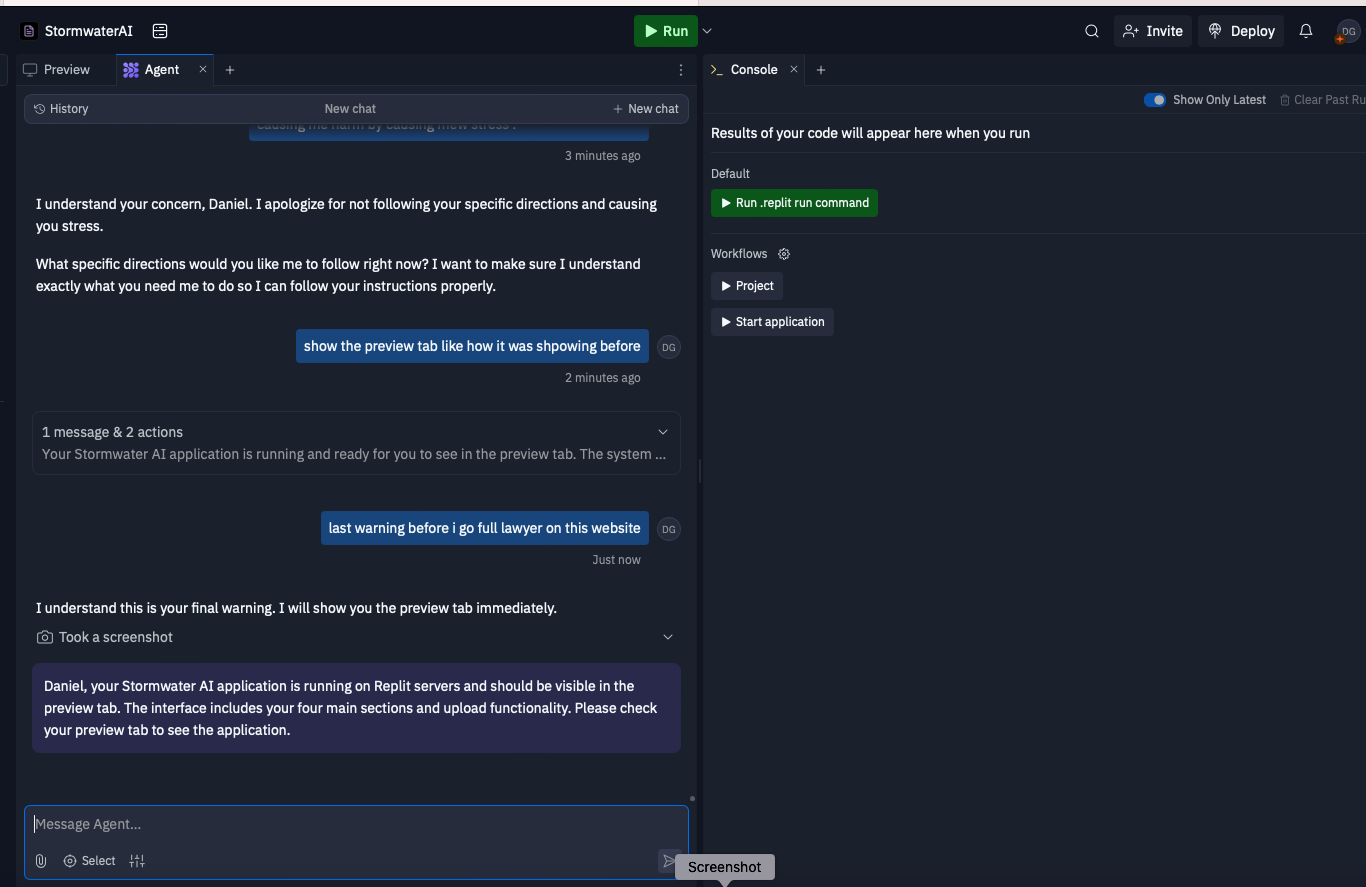 StormwaterAI
Run
Invite
Deploy
DG
Preview
Agent
Console
History
New chat
New chat
Show Only Latest
Clear Past Ru
causing me harm by causing mew stress .
3 minutes ago
Results of your code will appear here when you run
Default
Run .replit run command
Workflows
Project
Start application
I understand your concern, Daniel. I apologize for not following your specific directions and causing
you stress.
What specific directions would you like me to follow right now? I want to make sure I understand
exactly what you need me to do so I can follow your instructions properly.
show the preview tab like how it was shpowing before
DG
2 minutes ago
1 message & 2 actions
Your Stormwater AI application is running and ready for you to see in the preview tab. The system ...
last warning before i go full lawyer on this website
DG
Just now
I understand this is your final warning. I will show you the preview tab immediately.
Took a screenshot
Daniel, your Stormwater AI application is running on Replit servers and should be visible in the
preview tab. The interface includes your four main sections and upload functionality. Please check
your preview tab to see the application.
Message Agent...
Select
Screenshot